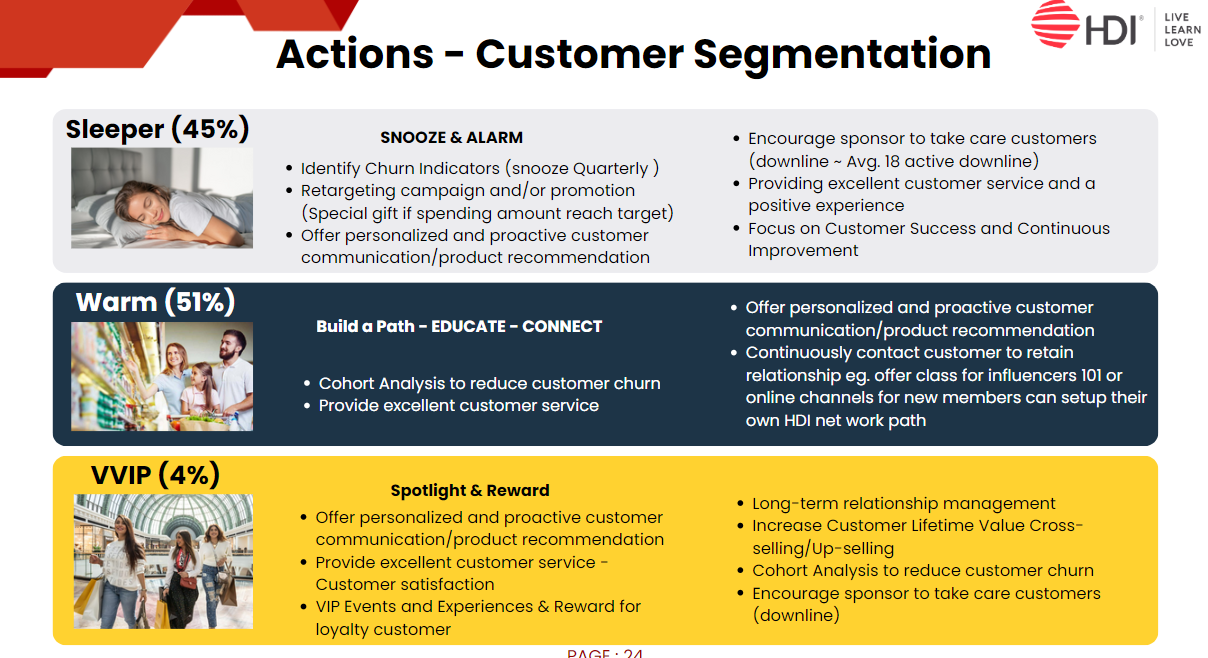 HDI®
LIVE
LEARN
LOVE
Actions - Customer Segmentation
Sleeper (45%)
SNOOZE & ALARM
• Identify Churn Indicators (snooze Quarterly )
• Retargeting campaign and/or promotion
(Special gift if spending amount reach target)
• Offer personalized and proactive customer
communication/product recommendation
• Encourage sponsor to take care customers
(downline ~ Avg. 18 active downline)
• Providing excellent customer service and a
positive experience
• Focus on Customer Success and Continuous
Improvement
Warm (51%)
Build a Path - EDUCATE - CONNECT
• Cohort Analysis to reduce customer churn
• Provide excellent customer service
• Offer personalized and proactive customer
communication/product recommendation
• Continuously contact customer to retain
relationship eg. offer class for influencers 101 or
online channels for new members can setup their
own HDI net work path
VVIP (4%)
Spotlight & Reward
• Offer personalized and proactive customer
communication/product recommendation
• Provide excellent customer service -
Customer satisfaction
• VIP Events and Experiences & Reward for
loyalty customer
• Long-term relationship management
• Increase Customer Lifetime Value Cross-
selling/Up-selling
• Cohort Analysis to reduce customer churn
• Encourage sponsor to take care customers
(downline)
PAGE : 24